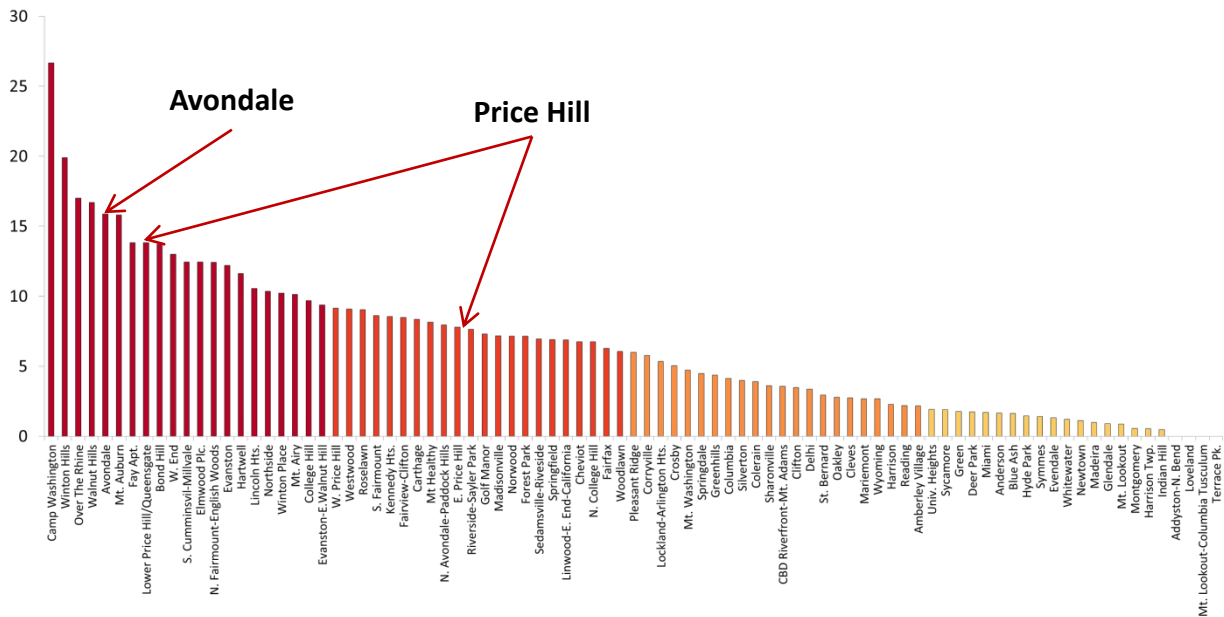 30
25
20
15
10
5
0
Avondale
Price Hill
Camp Washington
Winton Hills
Over The Rhine
Walnut Hills
Avondale
Mt. Auburn
Fay Apt.
Lower Price Hill/Queensgate
Bond Hill
W. End
S. Cumminsvil-Millvale
Elmwood Plc.
N. Fairmount-English Woods
Evanston
Hartwell
Lincoln Hts.
Northside
Winton Place
Mt. Airy
College Hill
Evanston-E.Walnut Hill
W. Price Hill
Westwood
Roselawn
S. Fairmount
Kennedy Hts.
Fairview-Clifton
Carthage
Mt Healthy
N. Avondale-Paddock Hills
E. Price Hill
Riverside-Sayler Park
Golf Manor
Madisonville
Norwood
Forest Park
Sedamsville-Riverside
Springfield
Linwood-E. End-California
Cheviot
N. College Hill
Fairfax
Woodlawn
Pleasant Ridge
Corryville
Lockland-Arlington Hts.
Crosby
Mt. Washington
Springdale
Greenhills
Columbia
Silverton
Colerain
Sharonville
CBD Riverfront-Mt. Adams
Clifton
Delhi
St. Bernard
Oakley
Cleves
Mariemont
Wyoming
Harrison
Reading
Amberley Village
Univ. Heights
Sycamore
Green
Deer Park
Miami
Anderson
Blue Ash
Hyde Park
Symmes
Evendale
Whitewater
Newtown
Madeira
Glendale
Mt. Lookout
Montgomery
Harrison Twp.
Indian Hill
Addyston-N. Bend
Loveland
Mt. Lookout-Columbia Tusculum
Terrace Pk.